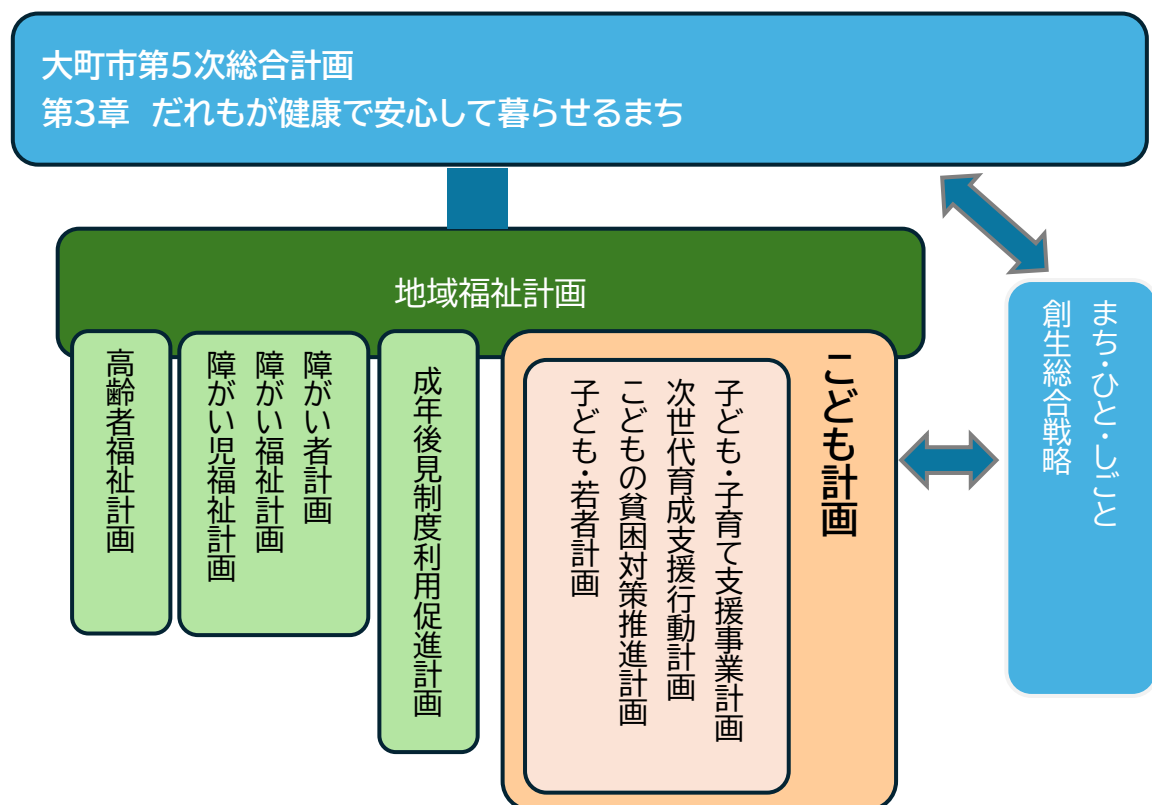 大町市第5次総合計画
第3章 だれもが健康で安心して暮らせるまち
地域福祉計画
高齢者福祉計画
障がい者計画
障がい福祉計画
障がい児福祉計画
成年後見制度利用促進計画
こども計画
子ども・子育て支援事業計画
次世代育成支援行動計画
こどもの貧困対策推進計画
子ども・若者計画
まち・ひと・しごと
創生総合戦略